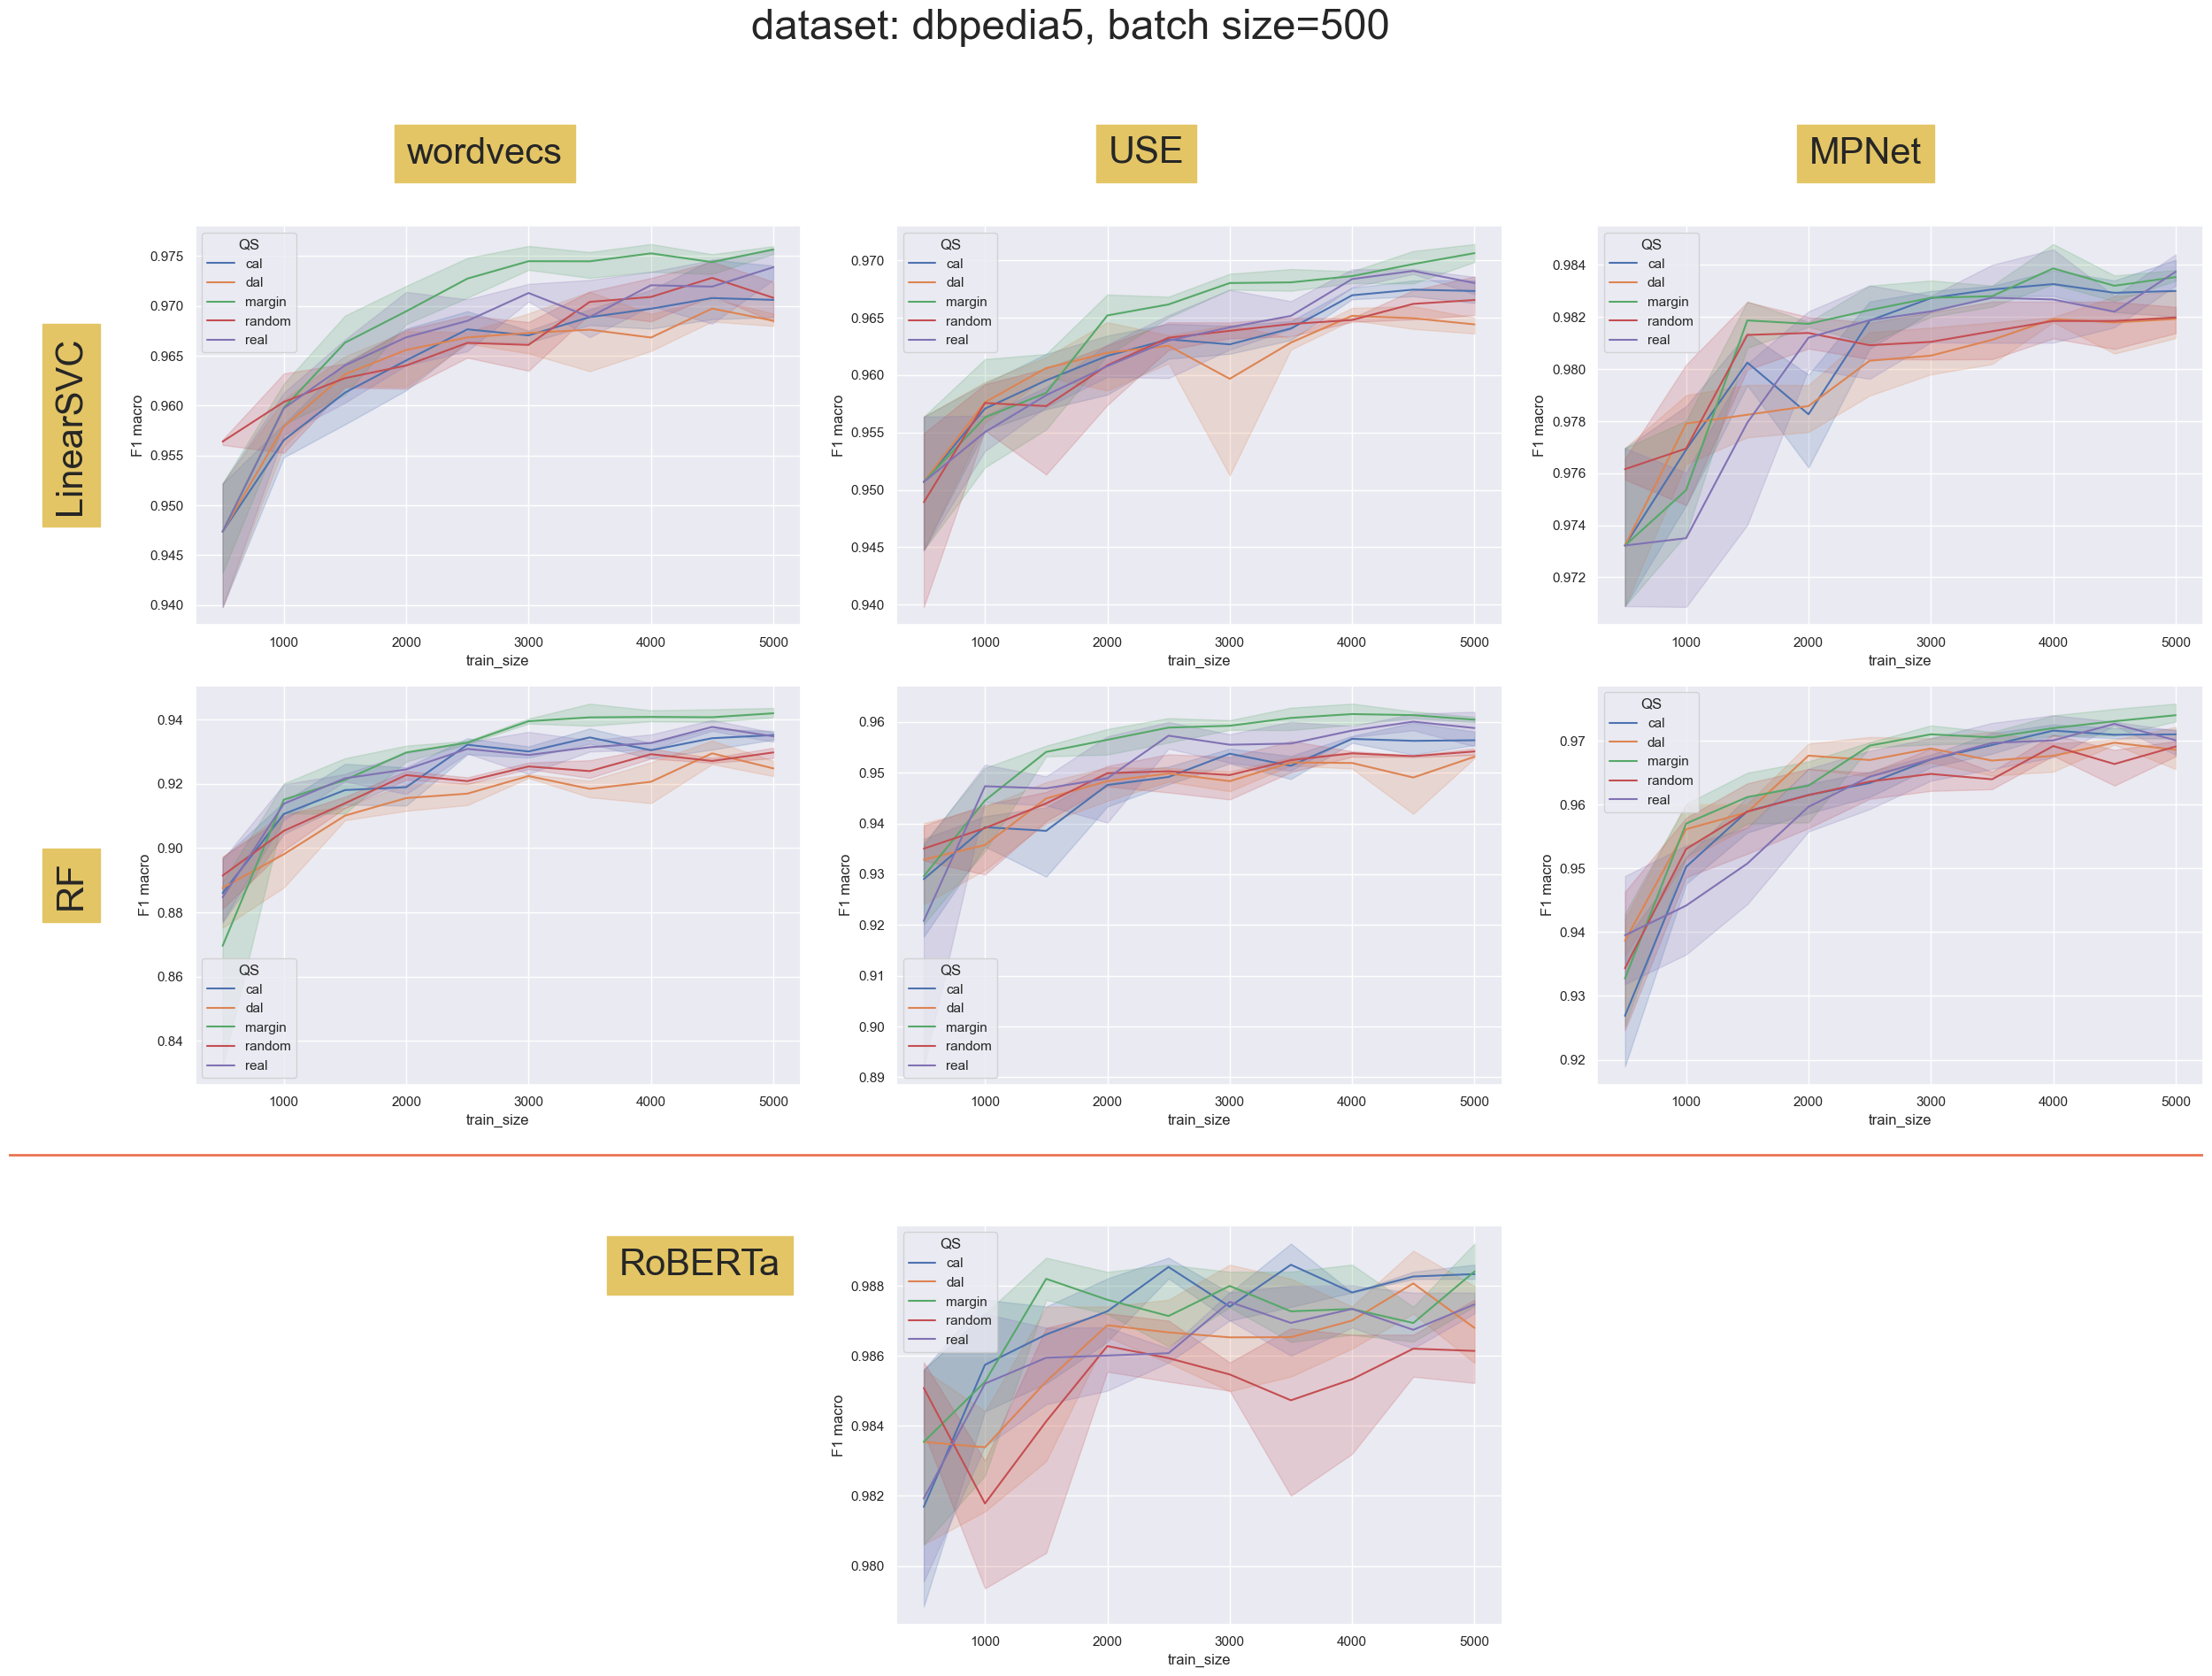 dataset: dbpedia5, batch size=500
wordvecs
USE
MPNet
LinearSVC
QS
cal
dal
margin
random
real
F1 macro
0.975
0.970
0.965
0.960
0.955
0.950
0.945
0.940
1000 2000 3000 4000 5000
train_size
QS
cal
dal
margin
random
real
F1 macro
0.970
0.965
0.960
0.955
0.950
0.945
0.940
1000 2000 3000 4000 5000
train_size
QS
cal
dal
margin
random
real
F1 macro
0.984
0.982
0.980
0.978
0.976
0.974
0.972
1000 2000 3000 4000 5000
train_size
RF
F1 macro
0.94
0.92
0.90
0.88
0.86
0.84
QS
cal
dal
margin
random
real
1000 2000 3000 4000 5000
train_size
F1 macro
0.96
0.95
0.94
0.93
0.92
0.91
0.90
0.89
QS
cal
dal
margin
random
real
1000 2000 3000 4000 5000
train_size
QS
cal
dal
margin
random
real
F1 macro
0.97
0.96
0.95
0.94
0.93
0.92
1000 2000 3000 4000 5000
train_size
RoBERTa
QS
cal
dal
margin
random
real
F1 macro
0.988
0.986
0.984
0.982
0.980
1000 2000 3000 4000 5000
train_size